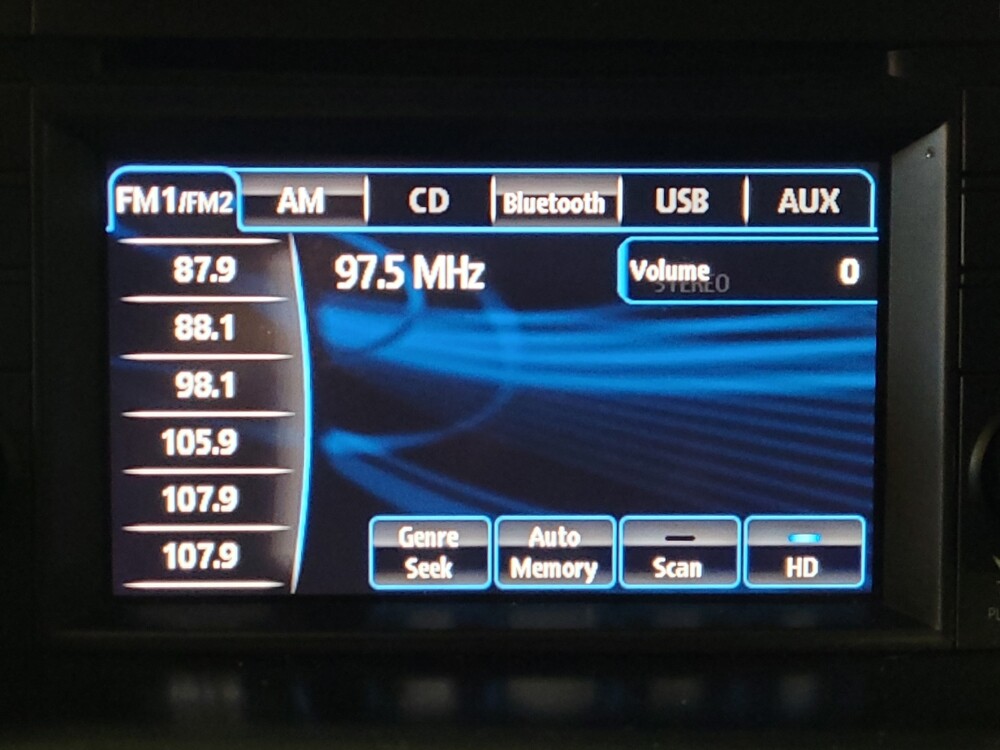 FM1/FM2 AM CD Bluetooth USB AUX
87.9
88.1
98.1
105.9
107.9
107.9
97.5 MHz
Volume 0
STEREO
Genre
Seek
Auto
Memory
Scan
HD